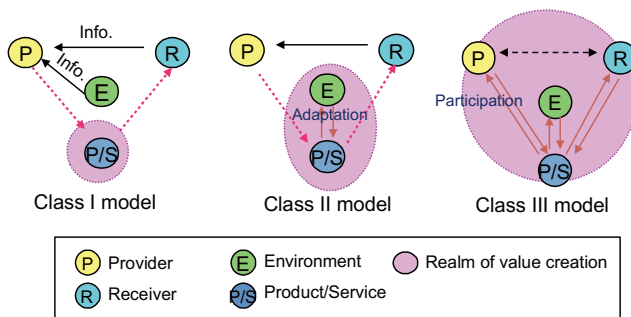 Info.
P
R
Info.
E
P/S
Class I model
P
R
E
Adaptation
P/S
Class II model
P
R
Participation
E
P/S
Class III model
P Provider
E Environment
Realm of value creation
R Receiver
P/S Product/Service